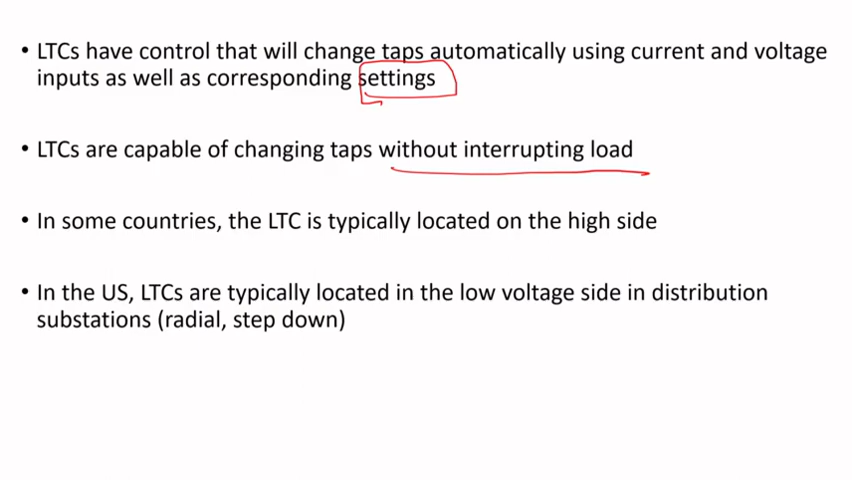 • LTCs have control that will change taps automatically using current and voltage
inputs as well as corresponding settings
• LTCs are capable of changing taps without interrupting load
• In some countries, the LTC is typically located on the high side
• In the US, LTCs are typically located in the low voltage side in distribution
substations (radial, step down)